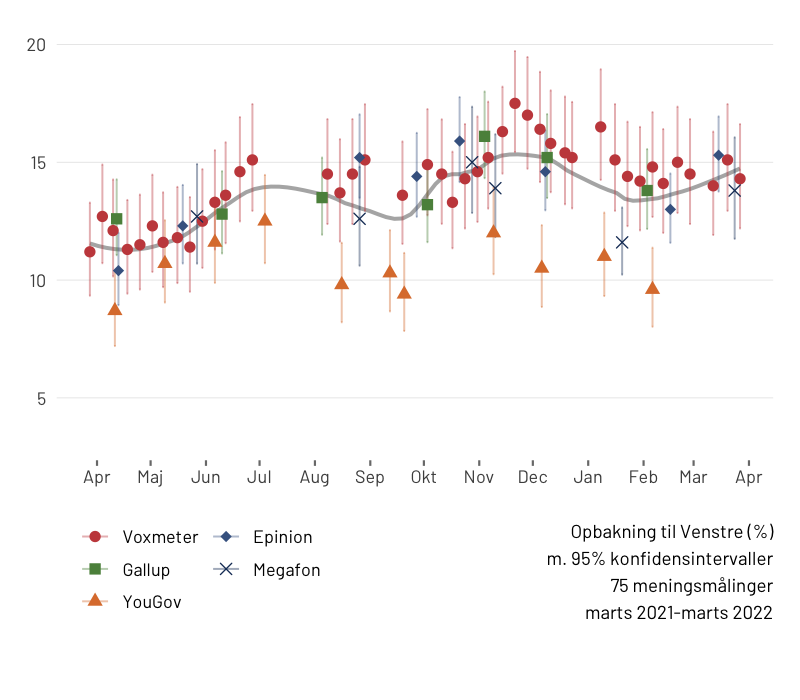 20
15
10
5
Apr Maj Jun Jul Aug Sep Okt Nov Dec Jan Feb Mar Apr
Voxmeter Epinion
Gallup Megafon
YouGov
Opbakning til Venstre (%)
m. 95% konfidensintervaller
75 meningsmålinger
marts 2021-marts 2022